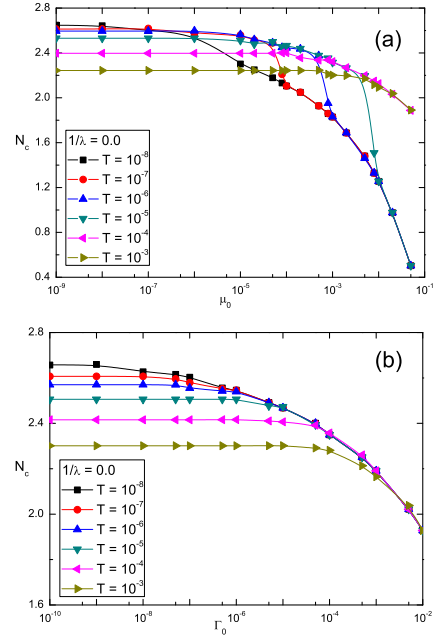 2.8
2.4
2.0
1.6
1.2
0.8
0.4
N_c
(a)
1/λ = 0.0
T = 10^-8
T = 10^-7
T = 10^-6
T = 10^-5
T = 10^-4
T = 10^-3
10^-9 10^-7 10^-5 10^-3 10^-1
μ_0
2.8
2.4
2.0
1.6
N_c
(b)
1/λ = 0.0
T = 10^-8
T = 10^-7
T = 10^-6
T = 10^-5
T = 10^-4
T = 10^-3
10^-10 10^-8 10^-6 10^-4 10^-2
Γ_0